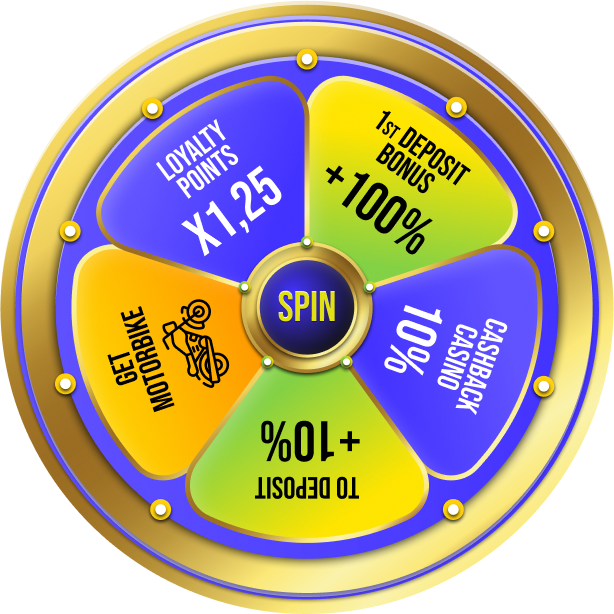 LOYALTY
POINTS
X1,25
1ST DEPOSIT
BONUS
+100%
CASHBACK
CASINO
10%
TO DEPOSIT
+10%
GET
MOTORBIKE
SPIN